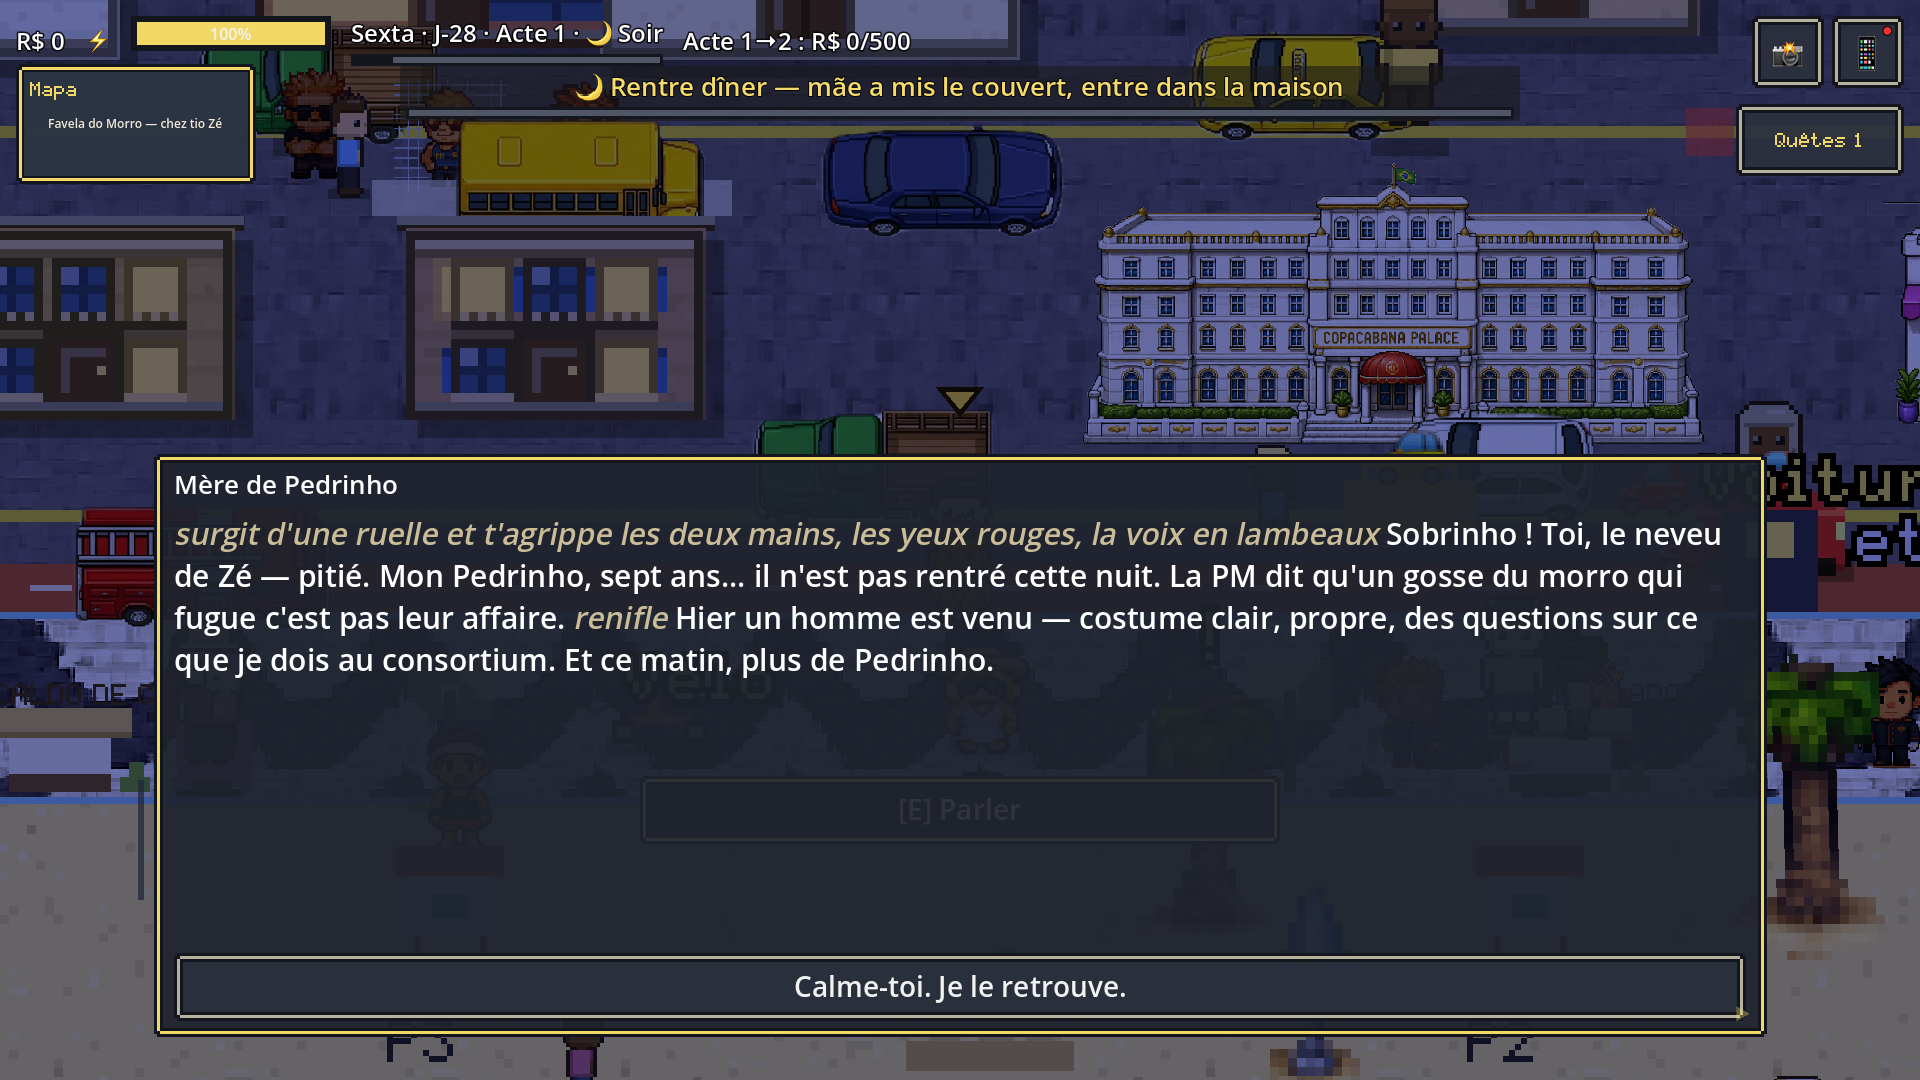 R$ 0
100%
Sexta · J-28 · Acte 1 · 🌙 Soir
Acte 1→2 : R$ 0/500
🌙 Rentre dîner — mãe a mis le couvert, entre dans la maison
Mapa
Favela do Morro — chez tio Zé
Quêtes 1
COPACABANA PALACE
Mère de Pedrinho
surgit d'une ruelle et t'agrippe les deux mains, les yeux rouges, la voix en lambeaux Sobrinho ! Toi, le neveu
de Zé — pitié. Mon Pedrinho, sept ans... il n'est pas rentré cette nuit. La PM dit qu'un gosse du morro qui
fugue c'est pas leur affaire. renifle Hier un homme est venu — costume clair, propre, des questions sur ce
que je dois au consortium. Et ce matin, plus de Pedrinho.
[E] Parler
Calme-toi. Je le retrouve.
P3
P2